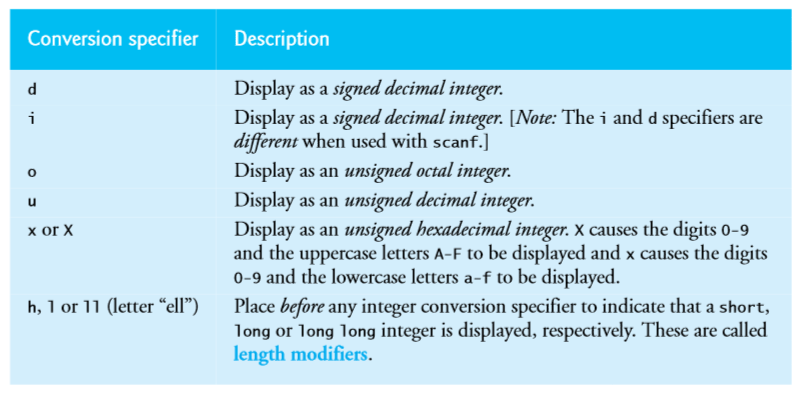 Conversion specifier Description
d Display as a signed decimal integer.
i Display as a signed decimal integer. [Note: The i and d specifiers are
different when used with scanf.]
o Display as an unsigned octal integer.
u Display as an unsigned decimal integer.
x or X Display as an unsigned hexadecimal integer. X causes the digits 0-9
and the uppercase letters A-F to be displayed and x causes the digits
0-9 and the lowercase letters a-f to be displayed.
h, l or ll (letter “ell”) Place before any integer conversion specifier to indicate that a short,
long or long long integer is displayed, respectively. These are called
length modifiers.